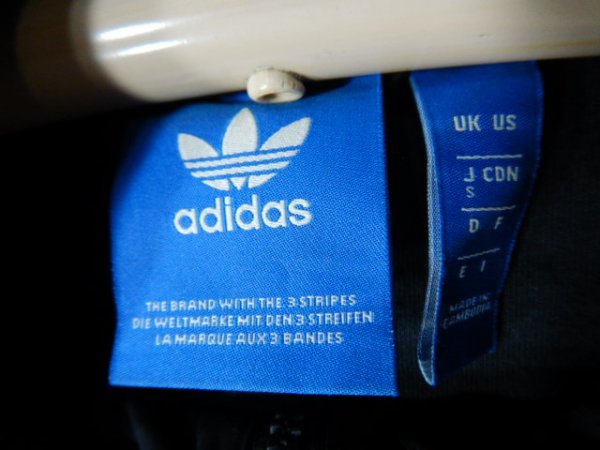 adidas
THE BRAND WITH THE 3 STRIPES
DIE WELTMARKE MIT DEN 3 STREIFEN
LA MARQUE AUX 3 BANDES
UK US
J CDN
S
D F
E I
MADE IN
CAMBODIA